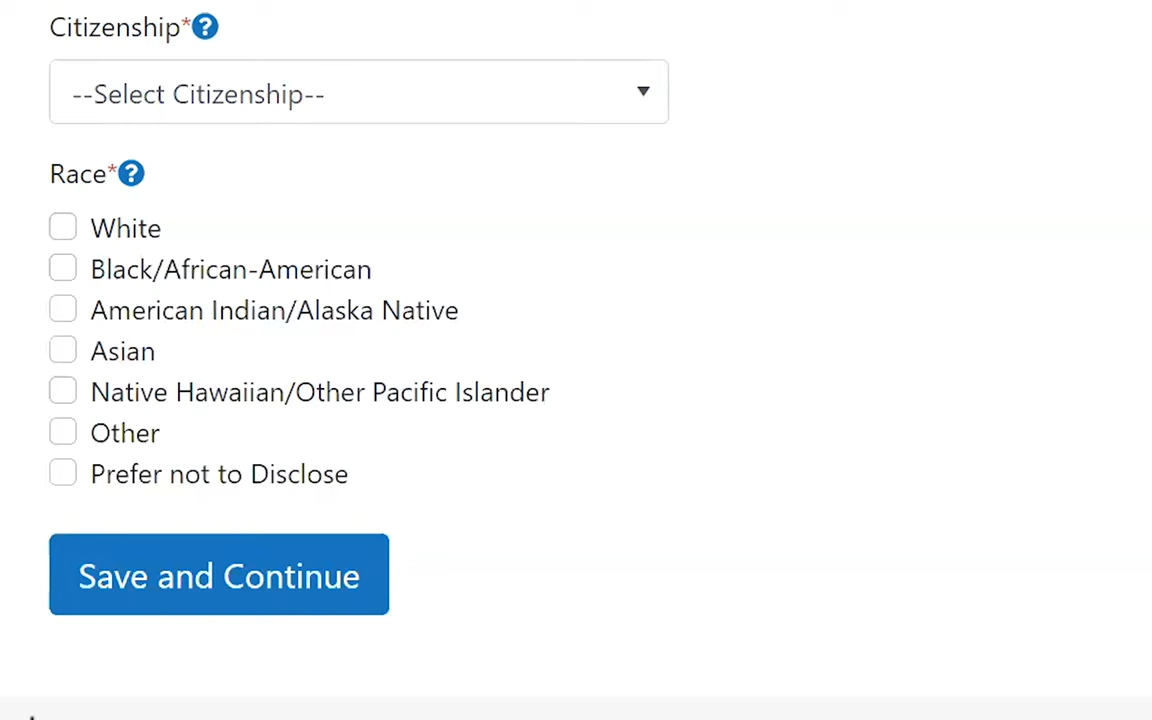 Citizenship*?
--Select Citizenship--
Race*?
White
Black/African-American
American Indian/Alaska Native
Asian
Native Hawaiian/Other Pacific Islander
Other
Prefer not to Disclose
Save and Continue